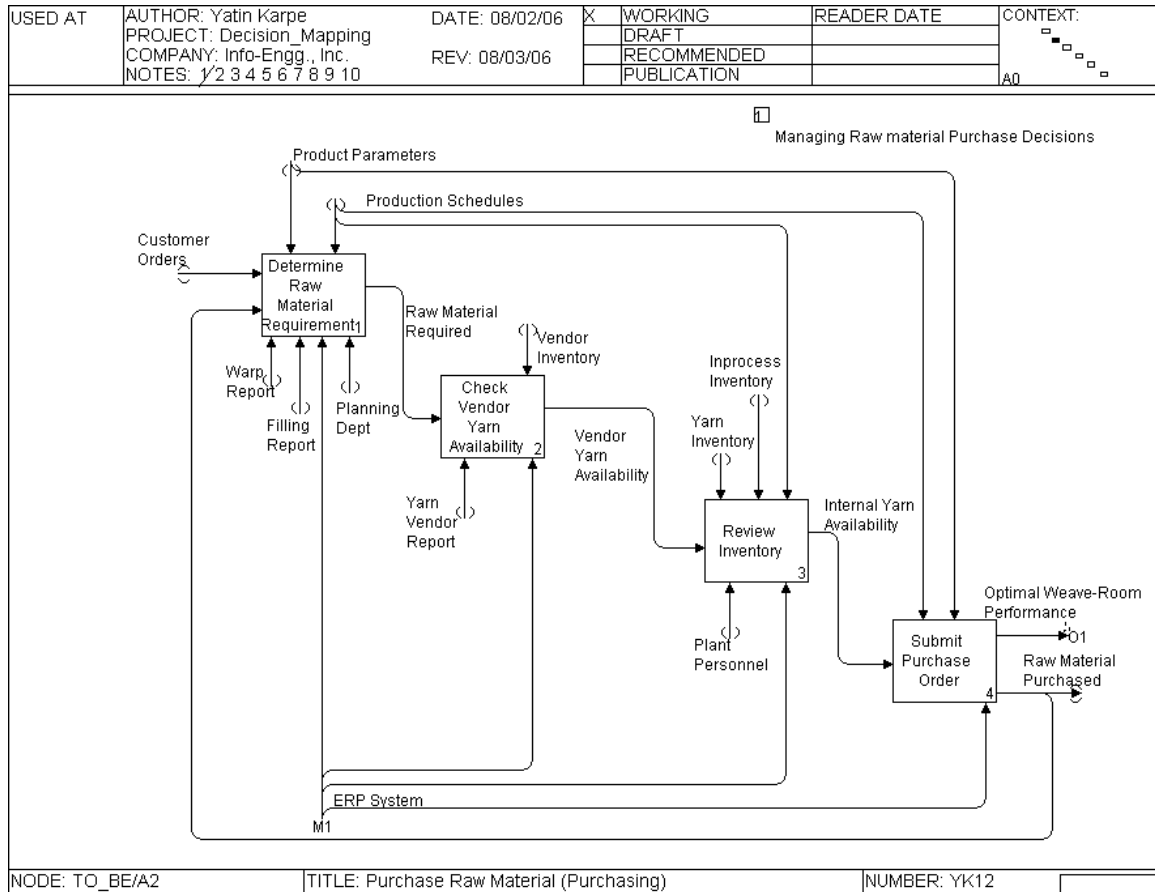 USED AT
AUTHOR: Yatin Karpe
DATE: 08/02/06
PROJECT: Decision_Mapping
COMPANY: Info-Engg., Inc.
REV: 08/03/06
NOTES: 1 2 3 4 5 6 7 8 9 10
X
WORKING
DRAFT
RECOMMENDED
PUBLICATION
READER DATE
CONTEXT:
A0
1
Managing Raw material Purchase Decisions
Product Parameters
Production Schedules
Customer
Orders
Determine
Raw
Material
Requirement1
Raw Material
Required
Warp
Report
Filling
Report
Planning
Dept
Vendor
Inventory
Check
Vendor
Yarn
Availability 2
Yarn
Vendor
Report
Vendor
Yarn
Availability
Inprocess
Inventory
Yarn
Inventory
Review
Inventory
3
Internal Yarn
Availability
Plant
Personnel
Submit
Purchase
Order
4
Optimal Weave-Room
Performance
O1
Raw Material
Purchased
ERP System
M1
NODE: TO_BE/A2
TITLE: Purchase Raw Material (Purchasing)
NUMBER: YK12